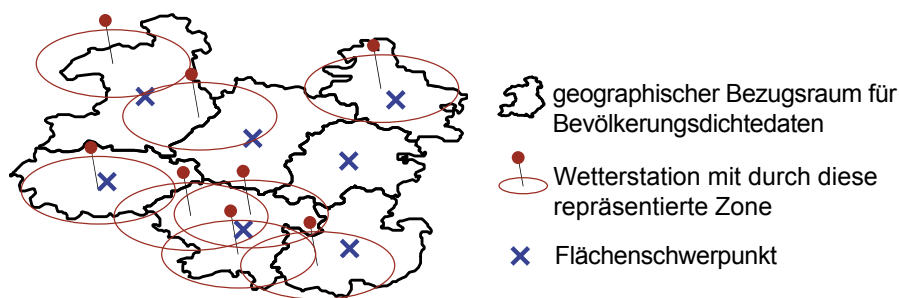 geographischer Bezugsraum für
Bevölkerungsdichtedaten
Wetterstation mit durch diese
repräsentierte Zone
Flächenschwerpunkt